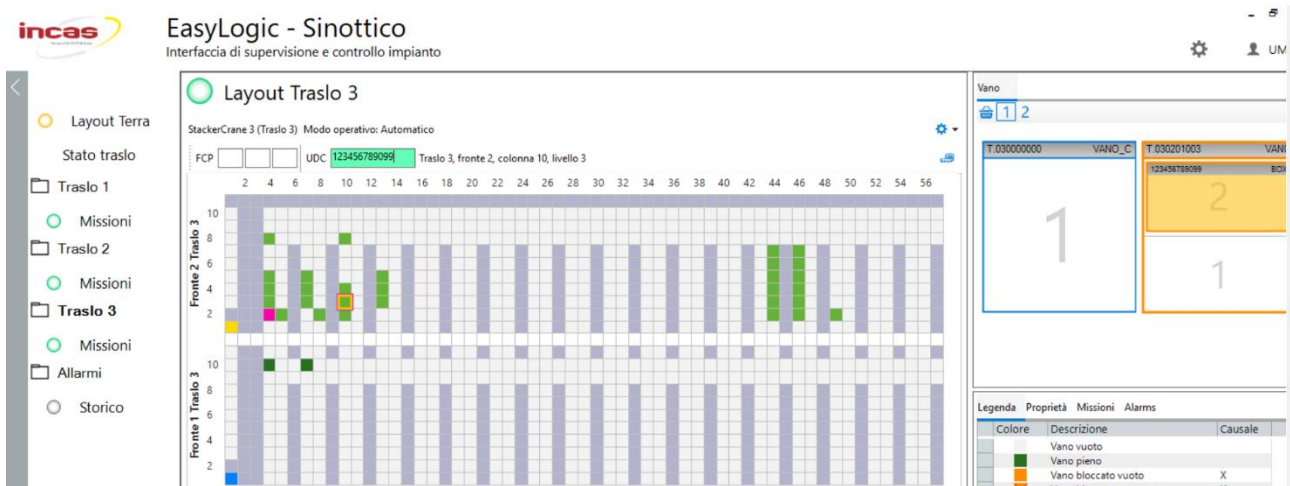 incas
EasyLogic - Sinottico
Interfaccia di supervisione e controllo impianto
UM
Layout Terra
Stato traslo
Traslo 1
Missioni
Traslo 2
Missioni
Traslo 3
Missioni
Allarmi
Storico
Layout Traslo 3
StackerCrane 3 (Traslo 3) Modo operativo: Automatico
FCP UDC 123456789099 Traslo 3, fronte 2, colonna 10, livello 3
2 4 6 8 10 12 14 16 18 20 22 24 26 28 30 32 34 36 38 40 42 44 46 48 50 52 54 56
Fronte 2 Traslo 3
10
8
6
4
2
Fronte 1 Traslo 3
10
8
6
4
2
Vano
1 2
T.030000000 VANO_C
1
T.030201003 VAN
123456789099 BO
2
1
Legenda Proprietà Missioni Alarms
Colore Descrizione Causale
Vano vuoto
Vano pieno
Vano bloccato vuoto X